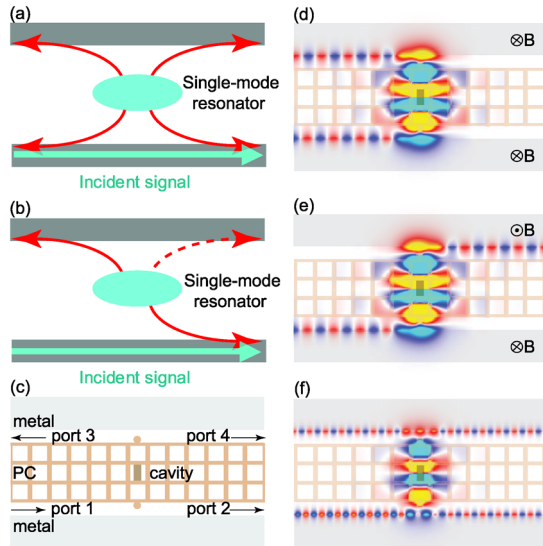 (a)
Single-mode
resonator
Incident signal
(b)
Single-mode
resonator
Incident signal
(c)
metal
port 3
port 4
PC
cavity
port 1
port 2
metal
(d)
⊗B
⊗B
(e)
⊙B
⊗B
(f)